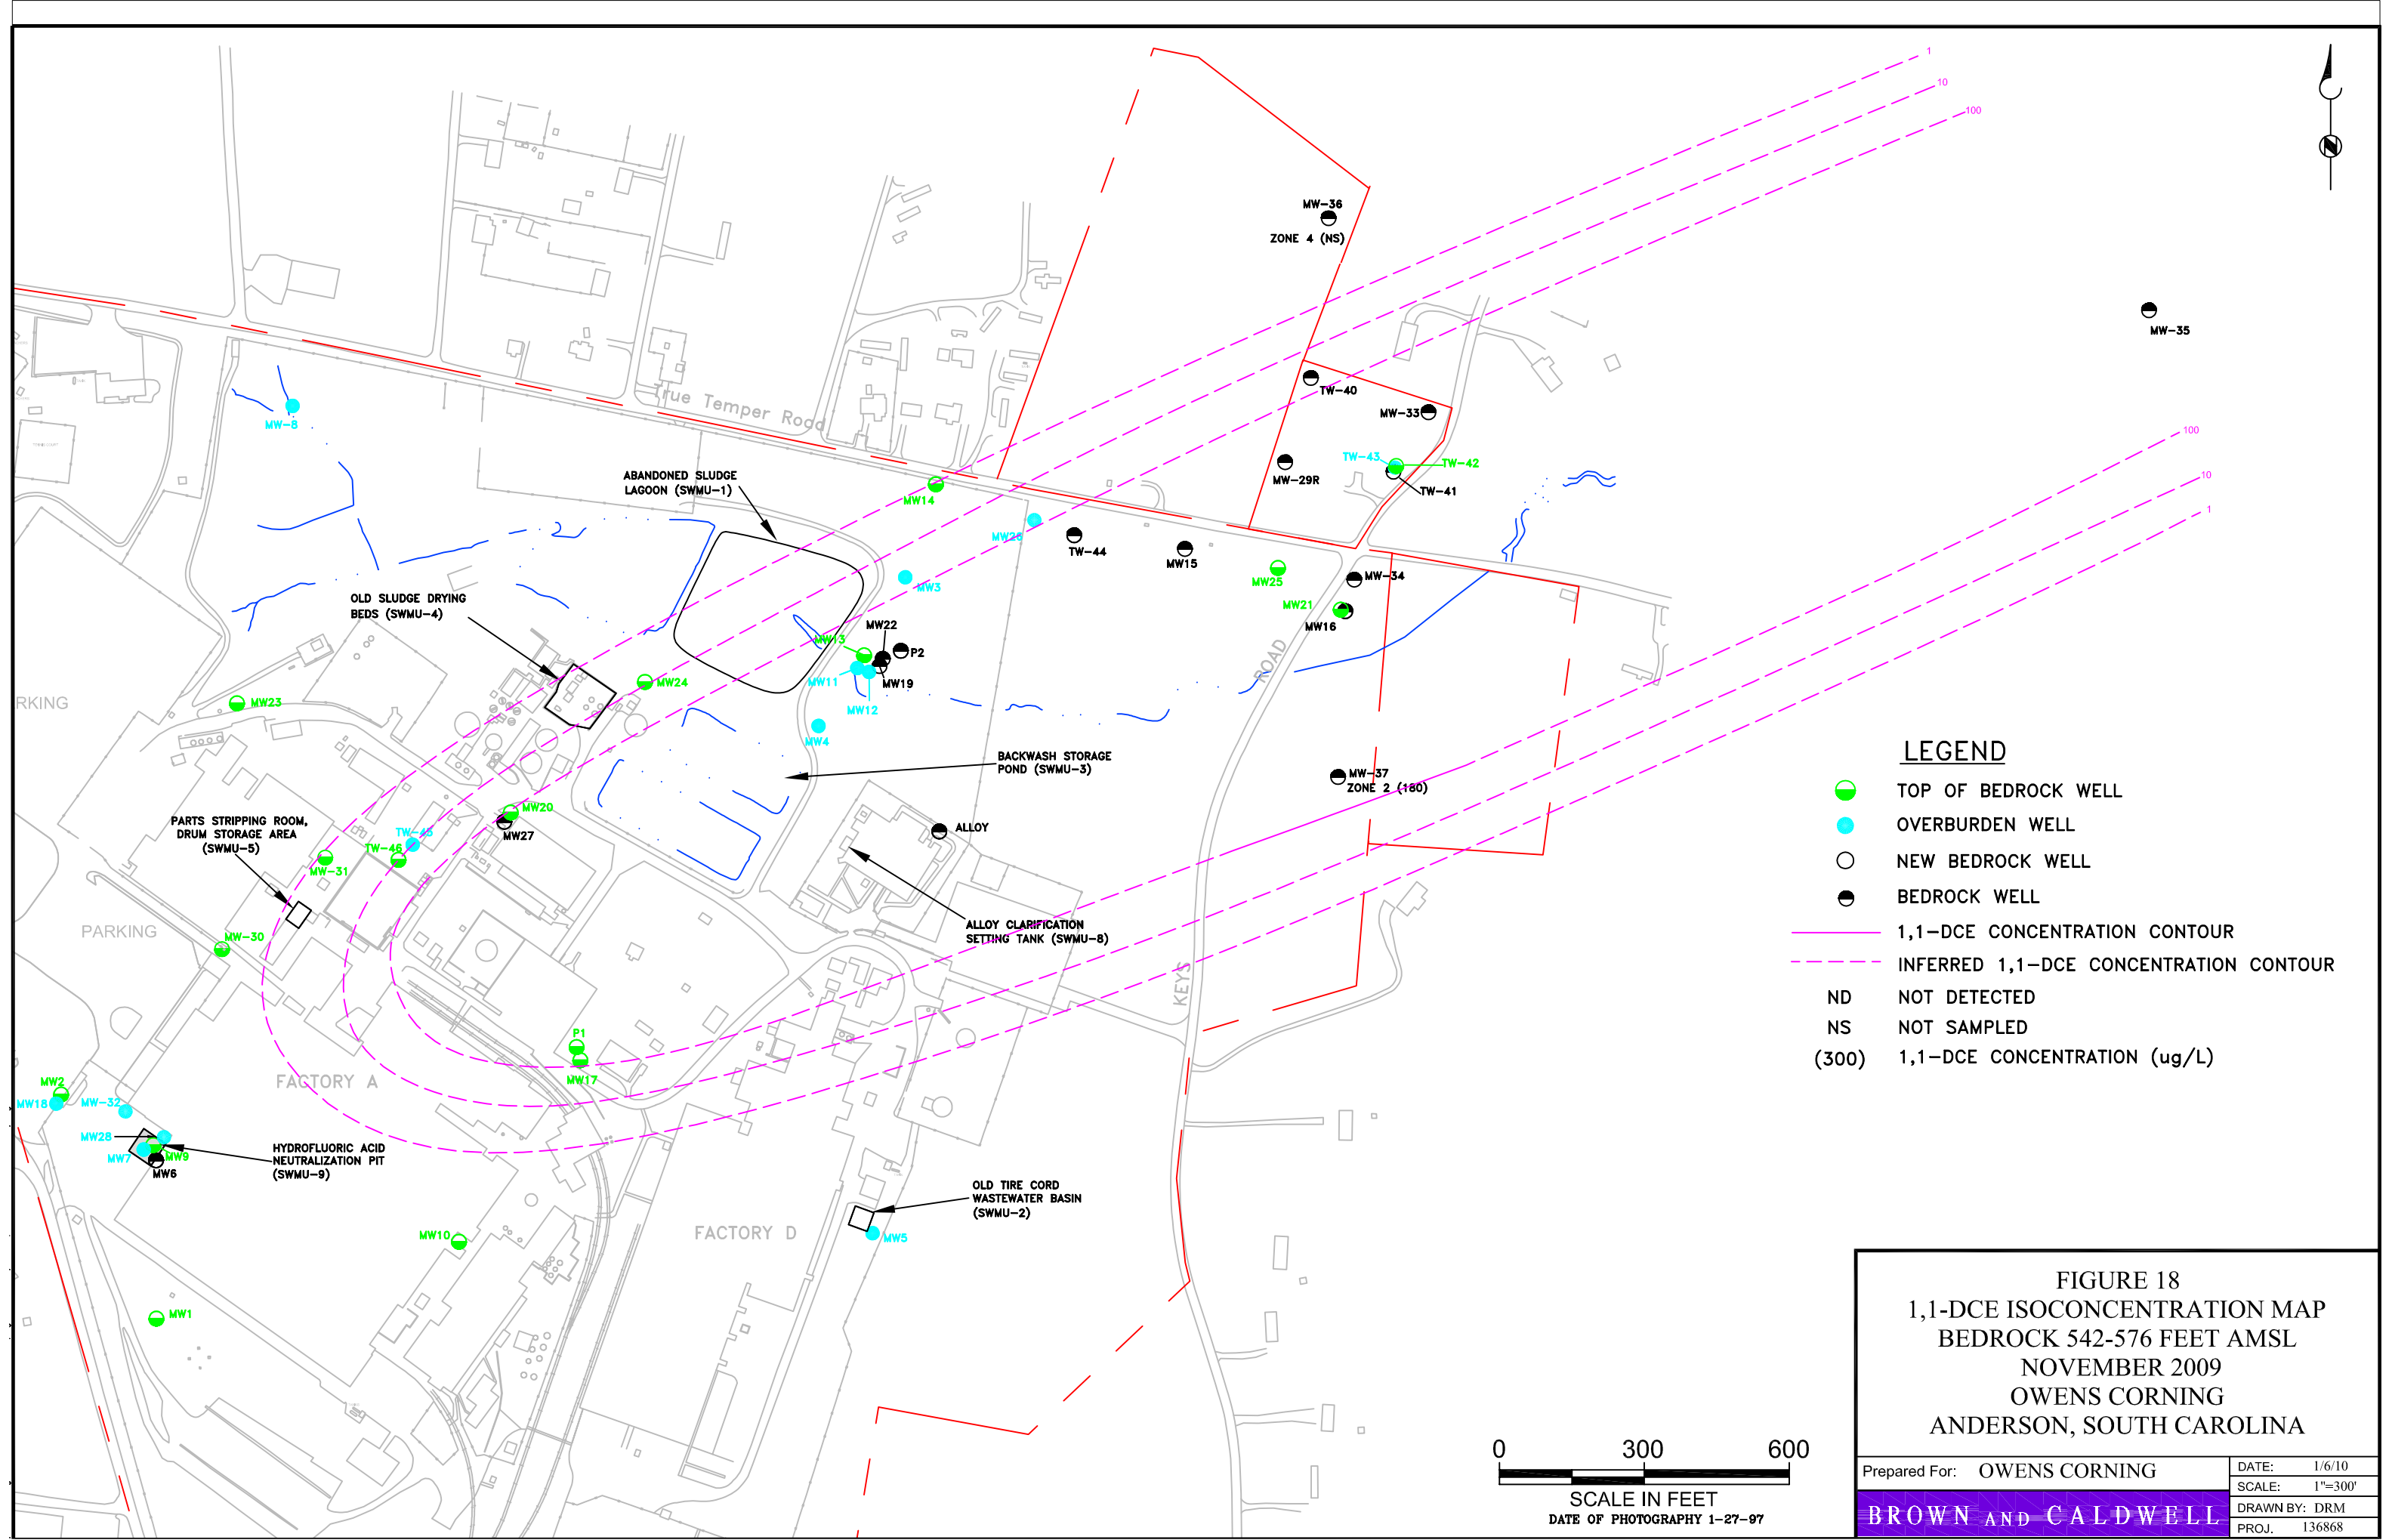 1
10
100
MW-36
ZONE 4 (NS)
MW-35
TW-40
MW-33
True Temper Road
MW-8
100
TW-43
TW-42
MW-29R
TW-41
10
1
ABANDONED SLUDGE
LAGOON (SWMU-1)
MW14
MW26
TW-44
MW15
MW25
MW-34
MW3
MW21
MW16
OLD SLUDGE DRYING
BEDS (SWMU-4)
MW22
MW13
P2
MW19
MW11
MW12
MW24
ROAD
RKING
MW23
MW4
BACKWASH STORAGE
POND (SWMU-3)
MW-37
ZONE 2 (180)
MW20
MW27
PARTS STRIPPING ROOM,
DRUM STORAGE AREA
(SWMU-5)
TW-45
TW-46
MW-31
ALLOY
PARKING
MW-30
ALLOY CLARIFICATION
SETTING TANK (SWMU-8)
KEYS
P1
MW17
FACTORY A
MW2
MW18
MW-32
MW28
MW7
MW9
MW6
HYDROFLUORIC ACID
NEUTRALIZATION PIT
(SWMU-9)
OLD TIRE CORD
WASTEWATER BASIN
(SWMU-2)
FACTORY D
MW5
MW10
MW1
N
LEGEND
TOP OF BEDROCK WELL
OVERBURDEN WELL
NEW BEDROCK WELL
BEDROCK WELL
1,1-DCE CONCENTRATION CONTOUR
INFERRED 1,1-DCE CONCENTRATION CONTOUR
ND NOT DETECTED
NS NOT SAMPLED
(300) 1,1-DCE CONCENTRATION (ug/L)
0 300 600
SCALE IN FEET
DATE OF PHOTOGRAPHY 1-27-97
FIGURE 18
1,1-DCE ISOCONCENTRATION MAP
BEDROCK 542-576 FEET AMSL
NOVEMBER 2009
OWENS CORNING
ANDERSON, SOUTH CAROLINA
Prepared For: OWENS CORNING
BROWN AND CALDWELL
DATE: 1/6/10
SCALE: 1"=300'
DRAWN BY: DRM
PROJ. 136868